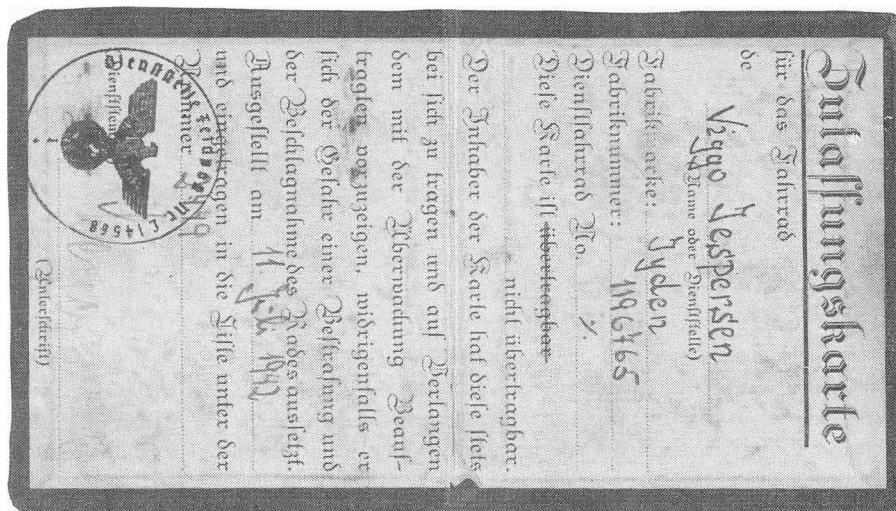 Zulassungskarte
für das Fahrrad
de
Viggo Jespersen
(Name oder Dienststelle)
Fabrikmarke: Jyden
Fabriknummer: 1196765
Dienstfahrrad No. %.
Diese Karte ist übertragbar
nicht übertragbar.
Der Inhaber der Karte hat diese stets
bei sich zu tragen und auf Verlangen
dem mit der Überwachung Beauf-
tragten vorzuzeigen, widrigenfalls er
sich der Gefahr einer Bestrafung und
der Beschlagnahme des Rades aussetzt.
Ausgestellt am 11 Juli 1942
und eingetragen in die Liste unter der
Nummer
Dienststelle
(Unterschrift)
Nr. L 14568